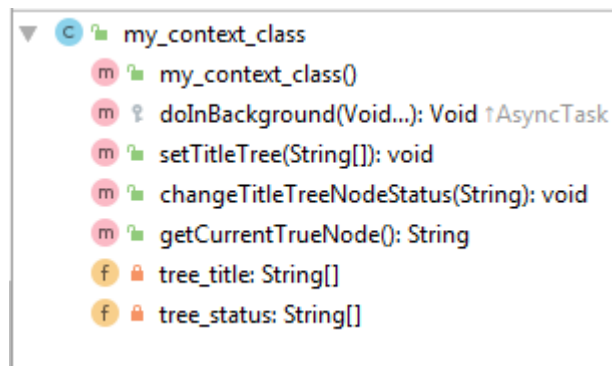 C my_context_class
m my_context_class()
m doInBackground(Void...): Void ↑AsyncTask
m setTitleTree(String[]): void
m changeTitleTreeNodeStatus(String): void
m getCurrentTrueNode(): String
f tree_title: String[]
f tree_status: String[]